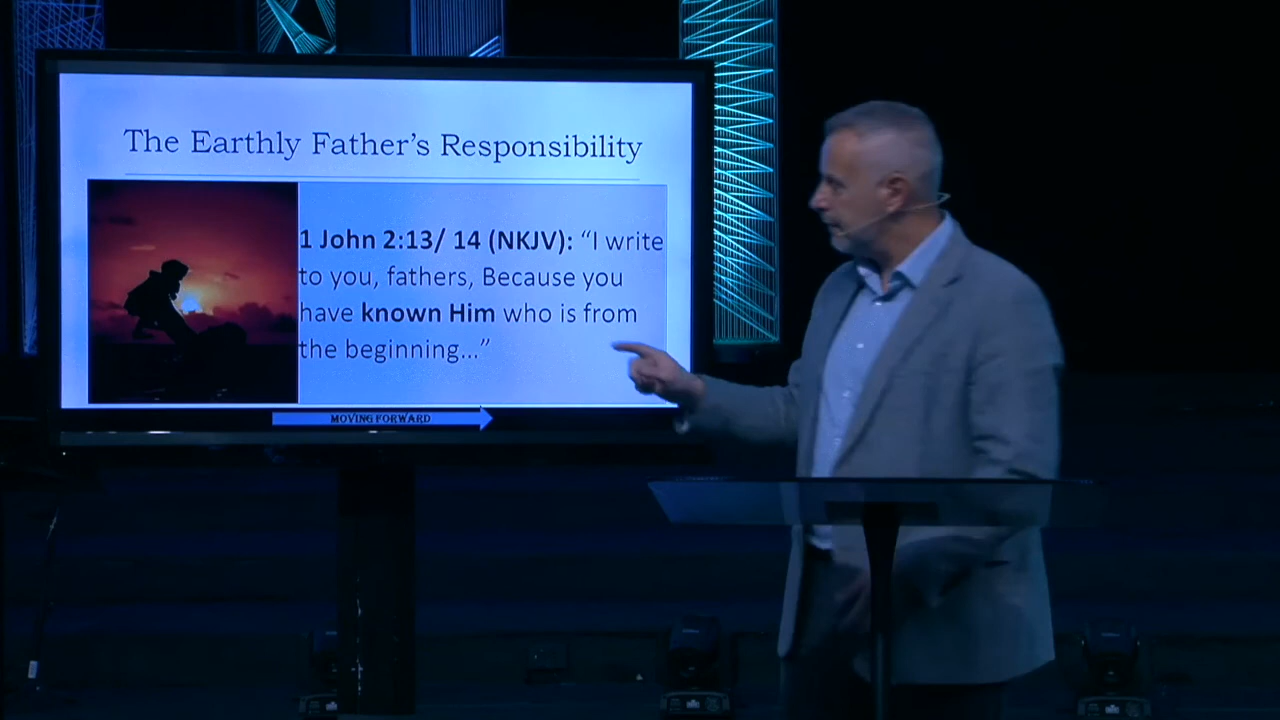 The Earthly Father’s Responsibility
1 John 2:13/ 14 (NKJV): “I write
to you, fathers, Because you
have known Him who is from
the beginning...”
MOVING FORWARD